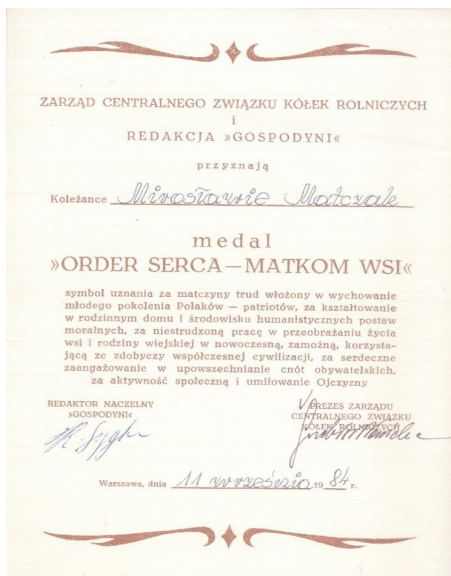 ZARZĄD CENTRALNEGO ZWIĄZKU KÓŁEK ROLNICZYCH
i
REDAKCJA »GOSPODYNI«
przyznają
Koleżance Mirosławie Matczak
medal
»ORDER SERCA — MATKOM WSI«
symbol uznania za matczyny trud włożony w wychowanie
młodego pokolenia Polaków — patriotów, za kształtowanie
w rodzinnym domu i środowisku humanistycznych postaw
moralnych, za niestrudzoną pracę w przeobrażaniu życia
wsi i rodziny wiejskiej w nowoczesną, zamożną, korzysta-
jącą ze zdobyczy współczesnej cywilizacji, za serdeczne
zaangażowanie w upowszechnianie cnót obywatelskich,
za aktywność społeczną i umiłowanie Ojczyzny
REDAKTOR NACZELNY
»GOSPODYNI«
PREZES ZARZĄDU
CENTRALNEGO ZWIĄZKU
KÓŁEK ROLNICZYCH
Warszawa, dnia 11 września 1984 r.